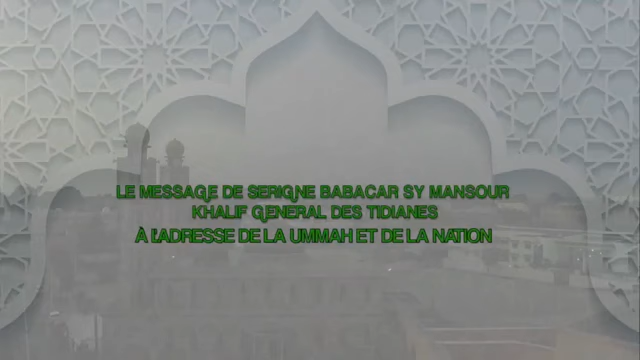 LE MESSAGE DE SERIGNE BABACAR SY MANSOUR
KHALIF GENERAL DES TIDIANES
À L'ADRESSE DE LA UMMAH ET DE LA NATION